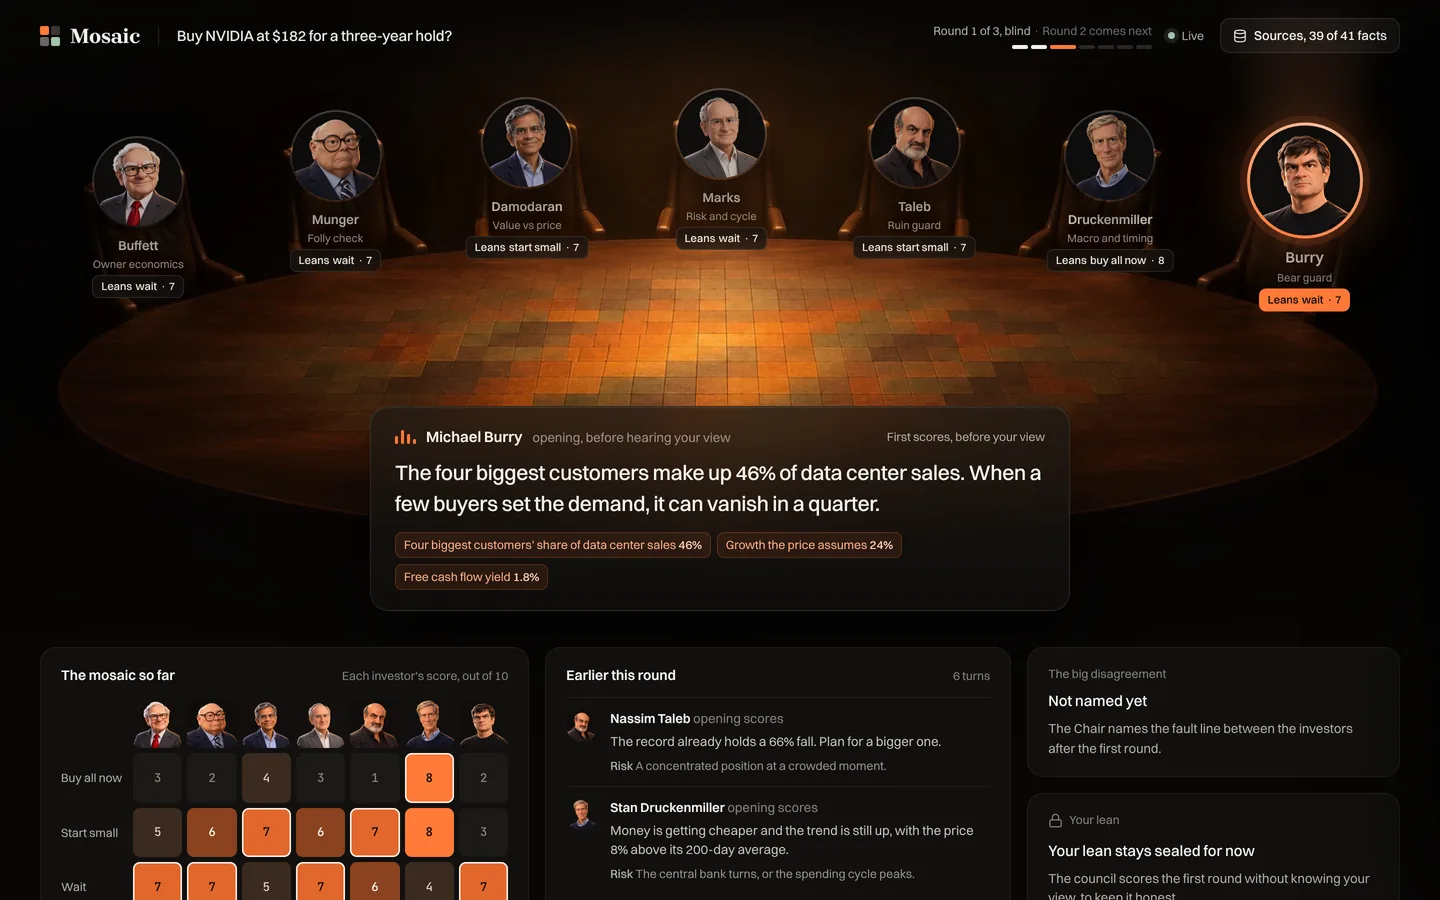 Mosaic
Buy NVIDIA at $182 for a three-year hold?
Round 1 of 3, blind · Round 2 comes next
Live
Sources, 39 of 41 facts
Buffett
Owner economics
Leans wait · 7
Munger
Folly check
Leans wait · 7
Damodaran
Value vs price
Leans start small · 7
Marks
Risk and cycle
Leans wait · 7
Taleb
Ruin guard
Leans start small · 7
Druckenmiller
Macro and timing
Leans buy all now · 8
Burry
Bear guard
Leans wait · 7
Michael Burry opening, before hearing your view
First scores, before your view
The four biggest customers make up 46% of data center sales. When a
few buyers set the demand, it can vanish in a quarter.
Four biggest customers' share of data center sales 46%
Growth the price assumes 24%
Free cash flow yield 1.8%
The mosaic so far
Each investor's score, out of 10
Buy all now 3 2 4 3 1 8 2
Start small 5 6 7 6 7 8 3
Wait 7 7 5 7 6 4 7
Earlier this round
6 turns
Nassim Taleb opening scores
The record already holds a 66% fall. Plan for a bigger one.
Risk A concentrated position at a crowded moment.
Stan Druckenmiller opening scores
Money is getting cheaper and the trend is still up, with the price
8% above its 200-day average.
Risk The central bank turns, or the spending cycle peaks.
The big disagreement
Not named yet
The Chair names the fault line between the investors
after the first round.
Your lean
Your lean stays sealed for now
The council scores the first round without knowing your
view, to keep it honest.